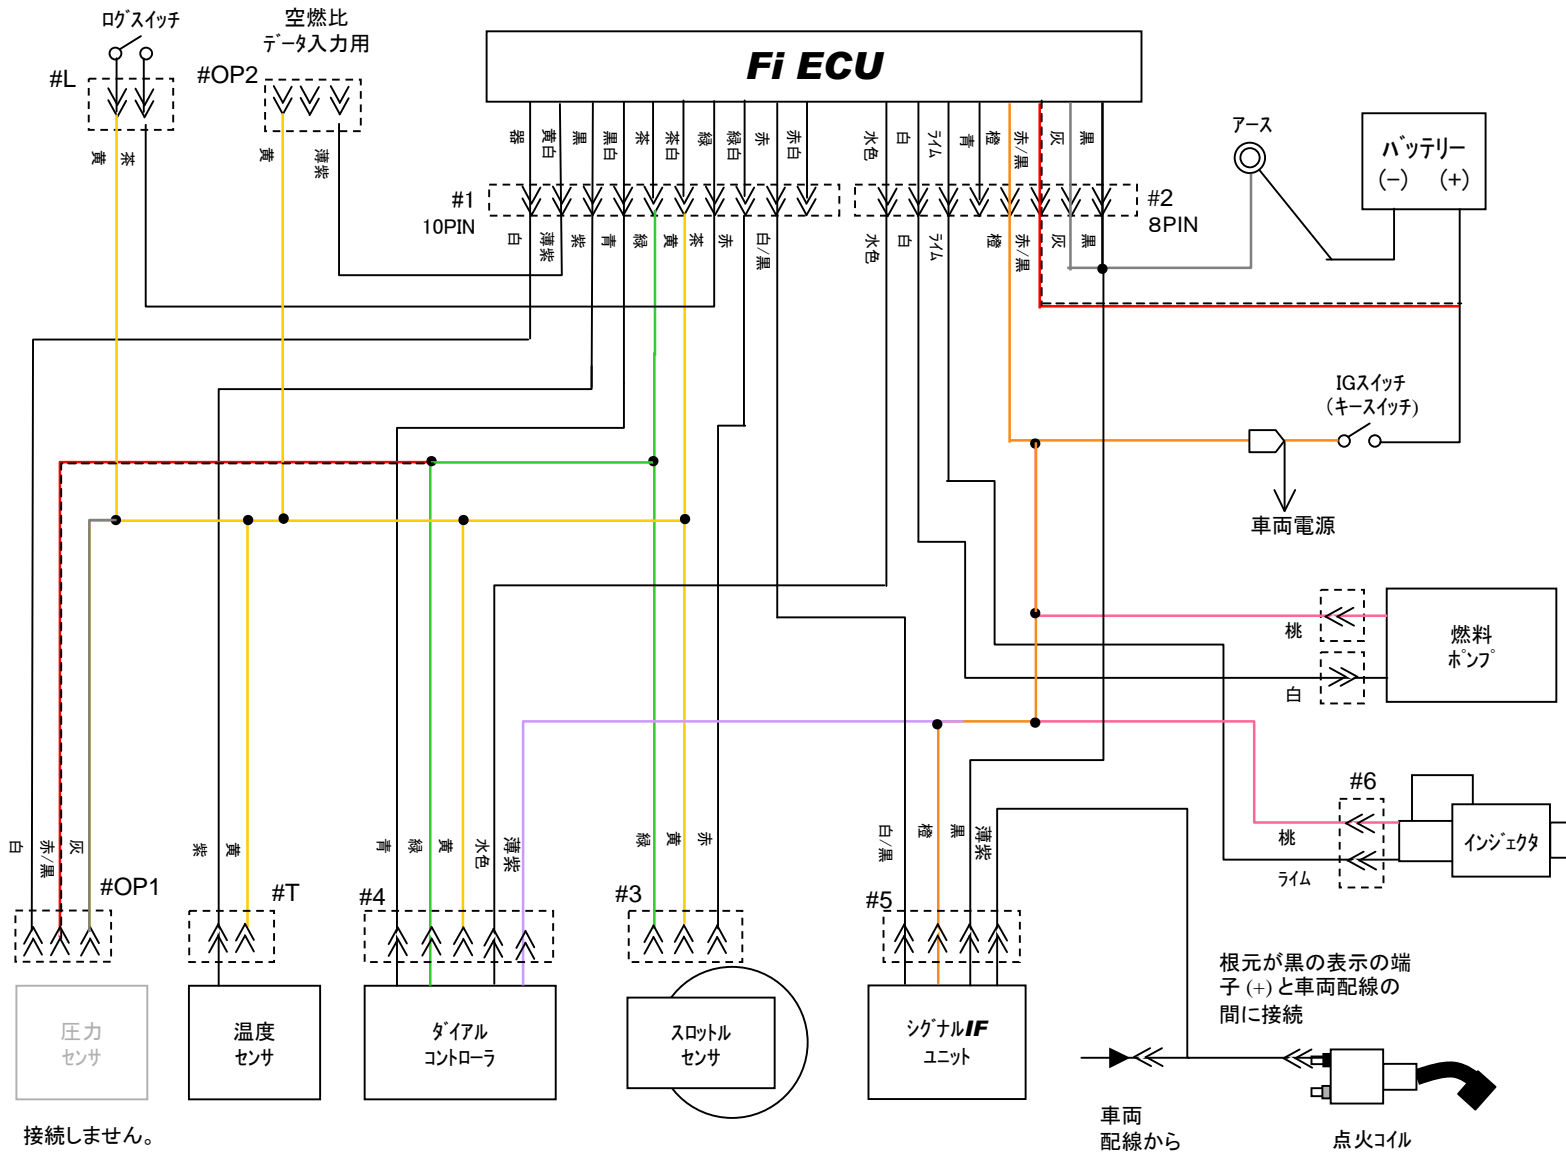 ログスイッチ
#L
黄
茶
空燃比
データ入力用
#OP2
黄
薄紫
Fi ECU
器
黄白
黒
黒白
茶
茶白
緑
緑白
赤
赤白
水色
白
ライム
青
橙
赤/黒
灰
黒
#1
10PIN
#2
8PIN
白
薄紫
紫
青
緑
黄
茶
赤
白/黒
水色
白
ライム
橙
赤/黒
灰
黒
アース
バッテリー
(−) (+)
IGスイッチ
(キースイッチ)
車両電源
桃
白
燃料
ポンプ
#6
桃
ライム
インジェクタ
白
赤/黒
灰
#OP1
紫
黄
#T
青
緑
黄
水色
薄紫
#4
緑
黄
赤
#3
白/黒
橙
黒
薄紫
#5
圧力
センサ
接続しません。
温度
センサ
ダイアル
コントローラ
スロットル
センサ
シグナルIF
ユニット
根元が黒の表示の端
子 (+) と車両配線の
間に接続
車両
配線から
点火コイル